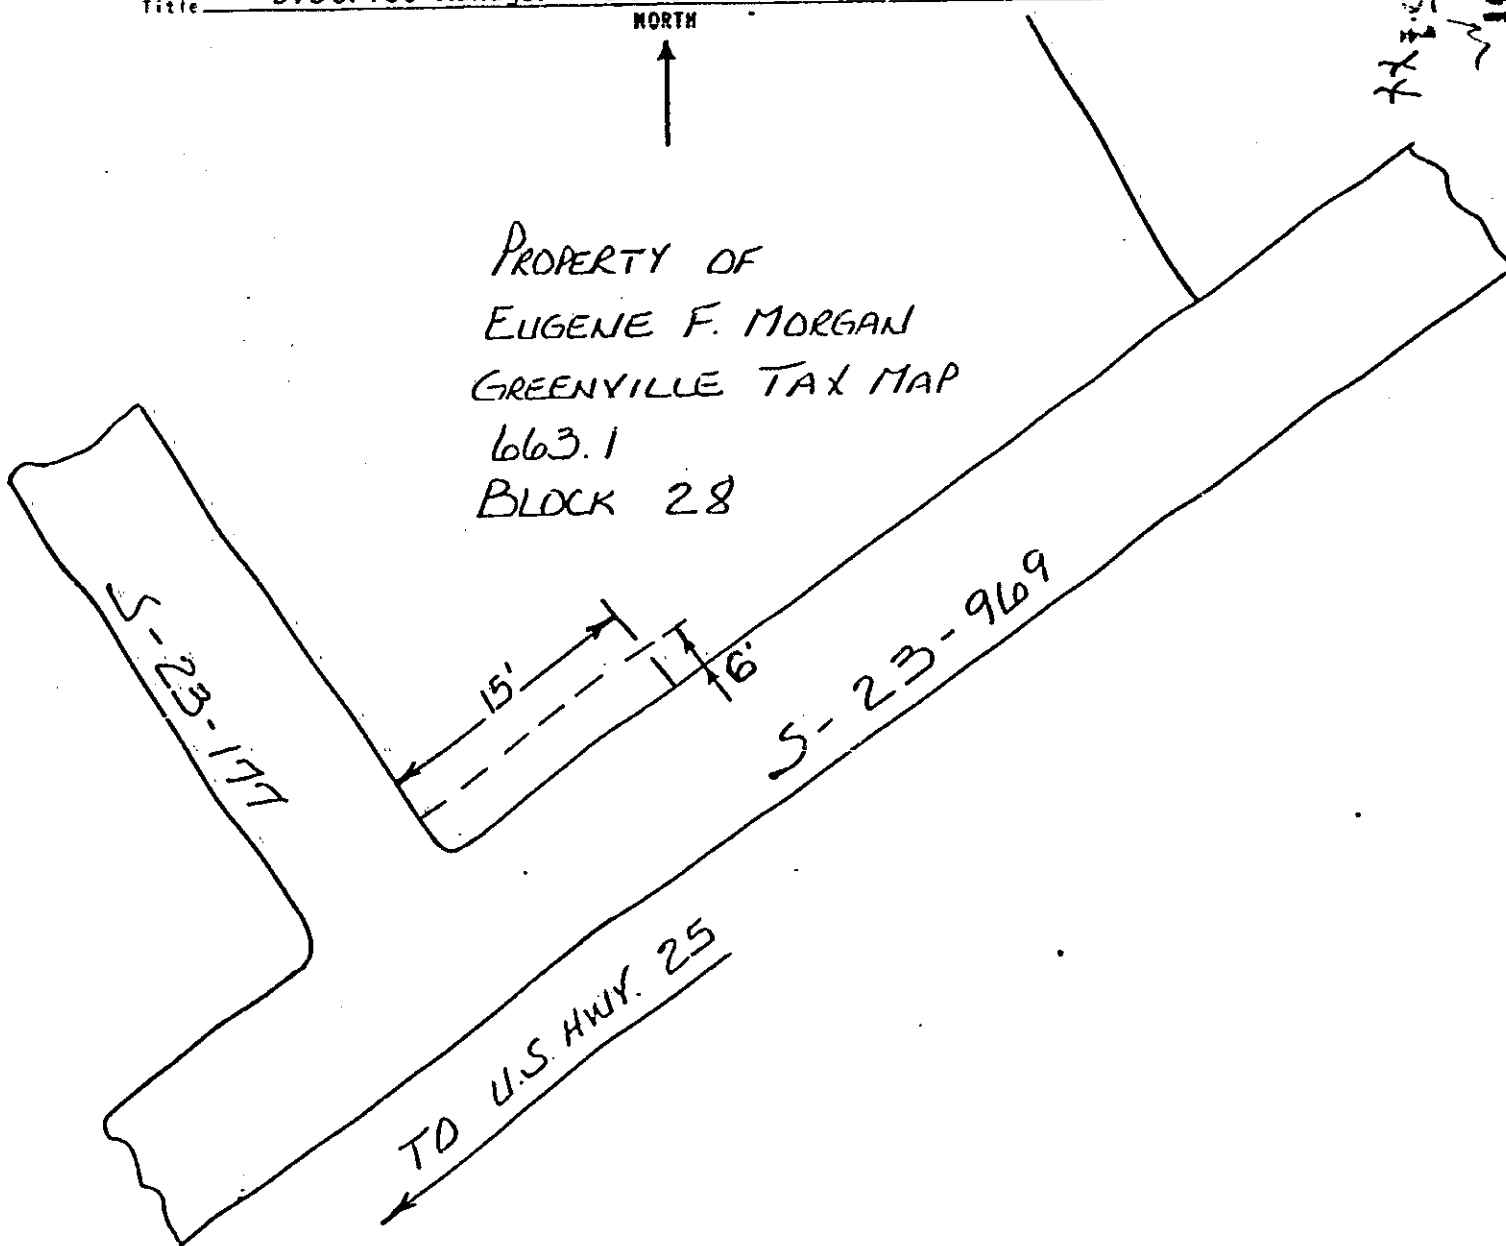 Title
NORTH
PROPERTY OF
EUGENE F. MORGAN
GREENVILLE TAX MAP
663.1
BLOCK 28
S-23-177
15'
6'
S-23-969
TO U.S. HWY. 25